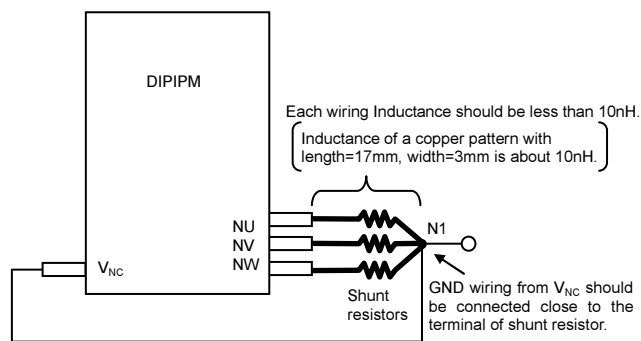 DIPIPM
Each wiring Inductance should be less than 10nH.
Inductance of a copper pattern with
length=17mm, width=3mm is about 10nH.
NU
NV
NW
N1
VNC
Shunt
resistors
GND wiring from VNC should
be connected close to the
terminal of shunt resistor.